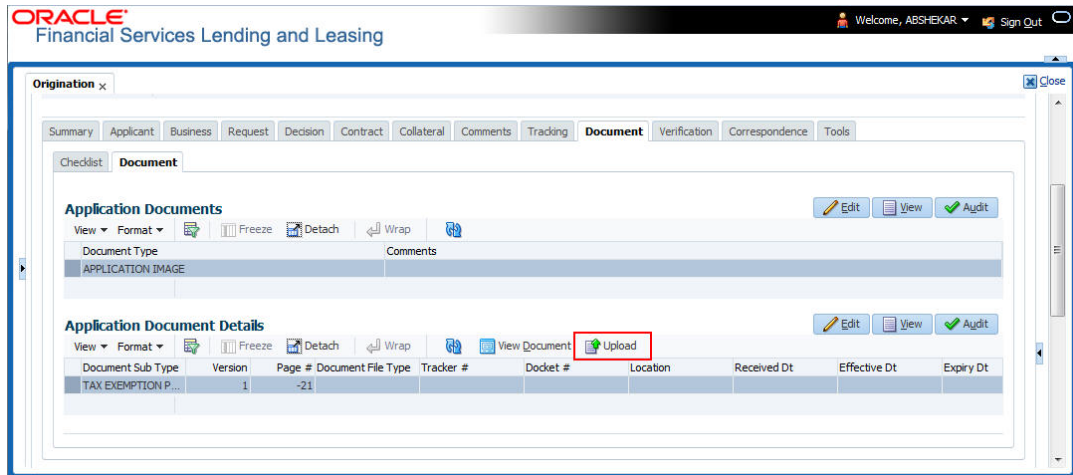 ORACLE
Welcome, ABSHEKAR Sign Out
Financial Services Lending and Leasing
Origination x Close
Summary Applicant Business Request Decision Contract Collateral Comments Tracking Document Verification Correspondence Tools
Checklist Document
Application Documents Edit View Audit
View Format Freeze Detach Wrap
Document Type Comments
APPLICATION IMAGE
Application Document Details Edit View Audit
View Format Freeze Detach Wrap View Document Upload
Document Sub Type Version Page # Document File Type Tracker # Docket # Location Received Dt Effective Dt Expiry Dt
TAX EXEMPTION P... 1 -21